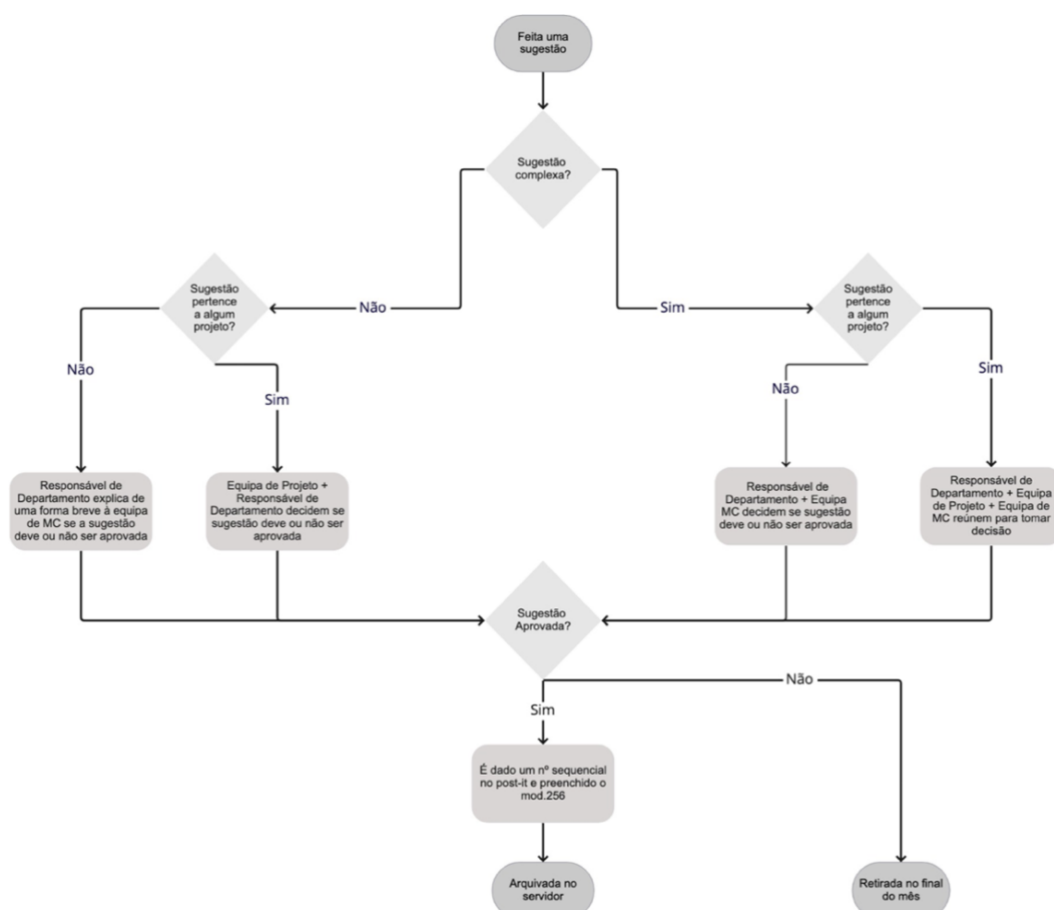 Feita uma
sugestão
Sugestão
complexa?
Sugestão
pertence
a algum
projeto?
Não
Sim
Sugestão
pertence
a algum
projeto?
Não
Sim
Não
Sim
Responsável de
Departamento explica de
uma forma breve à equipa
de MC se a sugestão
deve ou não ser aprovada
Equipa de Projeto +
Responsável de
Departamento decidem se
sugestão deve ou não ser
aprovada
Responsável de
Departamento + Equipa
MC decidem se sugestão
deve ou não ser aprovada
Responsável de
Departamento + Equipa
de Projeto + Equipa de
MC reúnem para tomar
decisão
Sugestão
Aprovada?
Não
Sim
É dado um nº sequencial
no post-it e preenchido o
mod.256
Arquivada no
servidor
Retirada no final
do mês